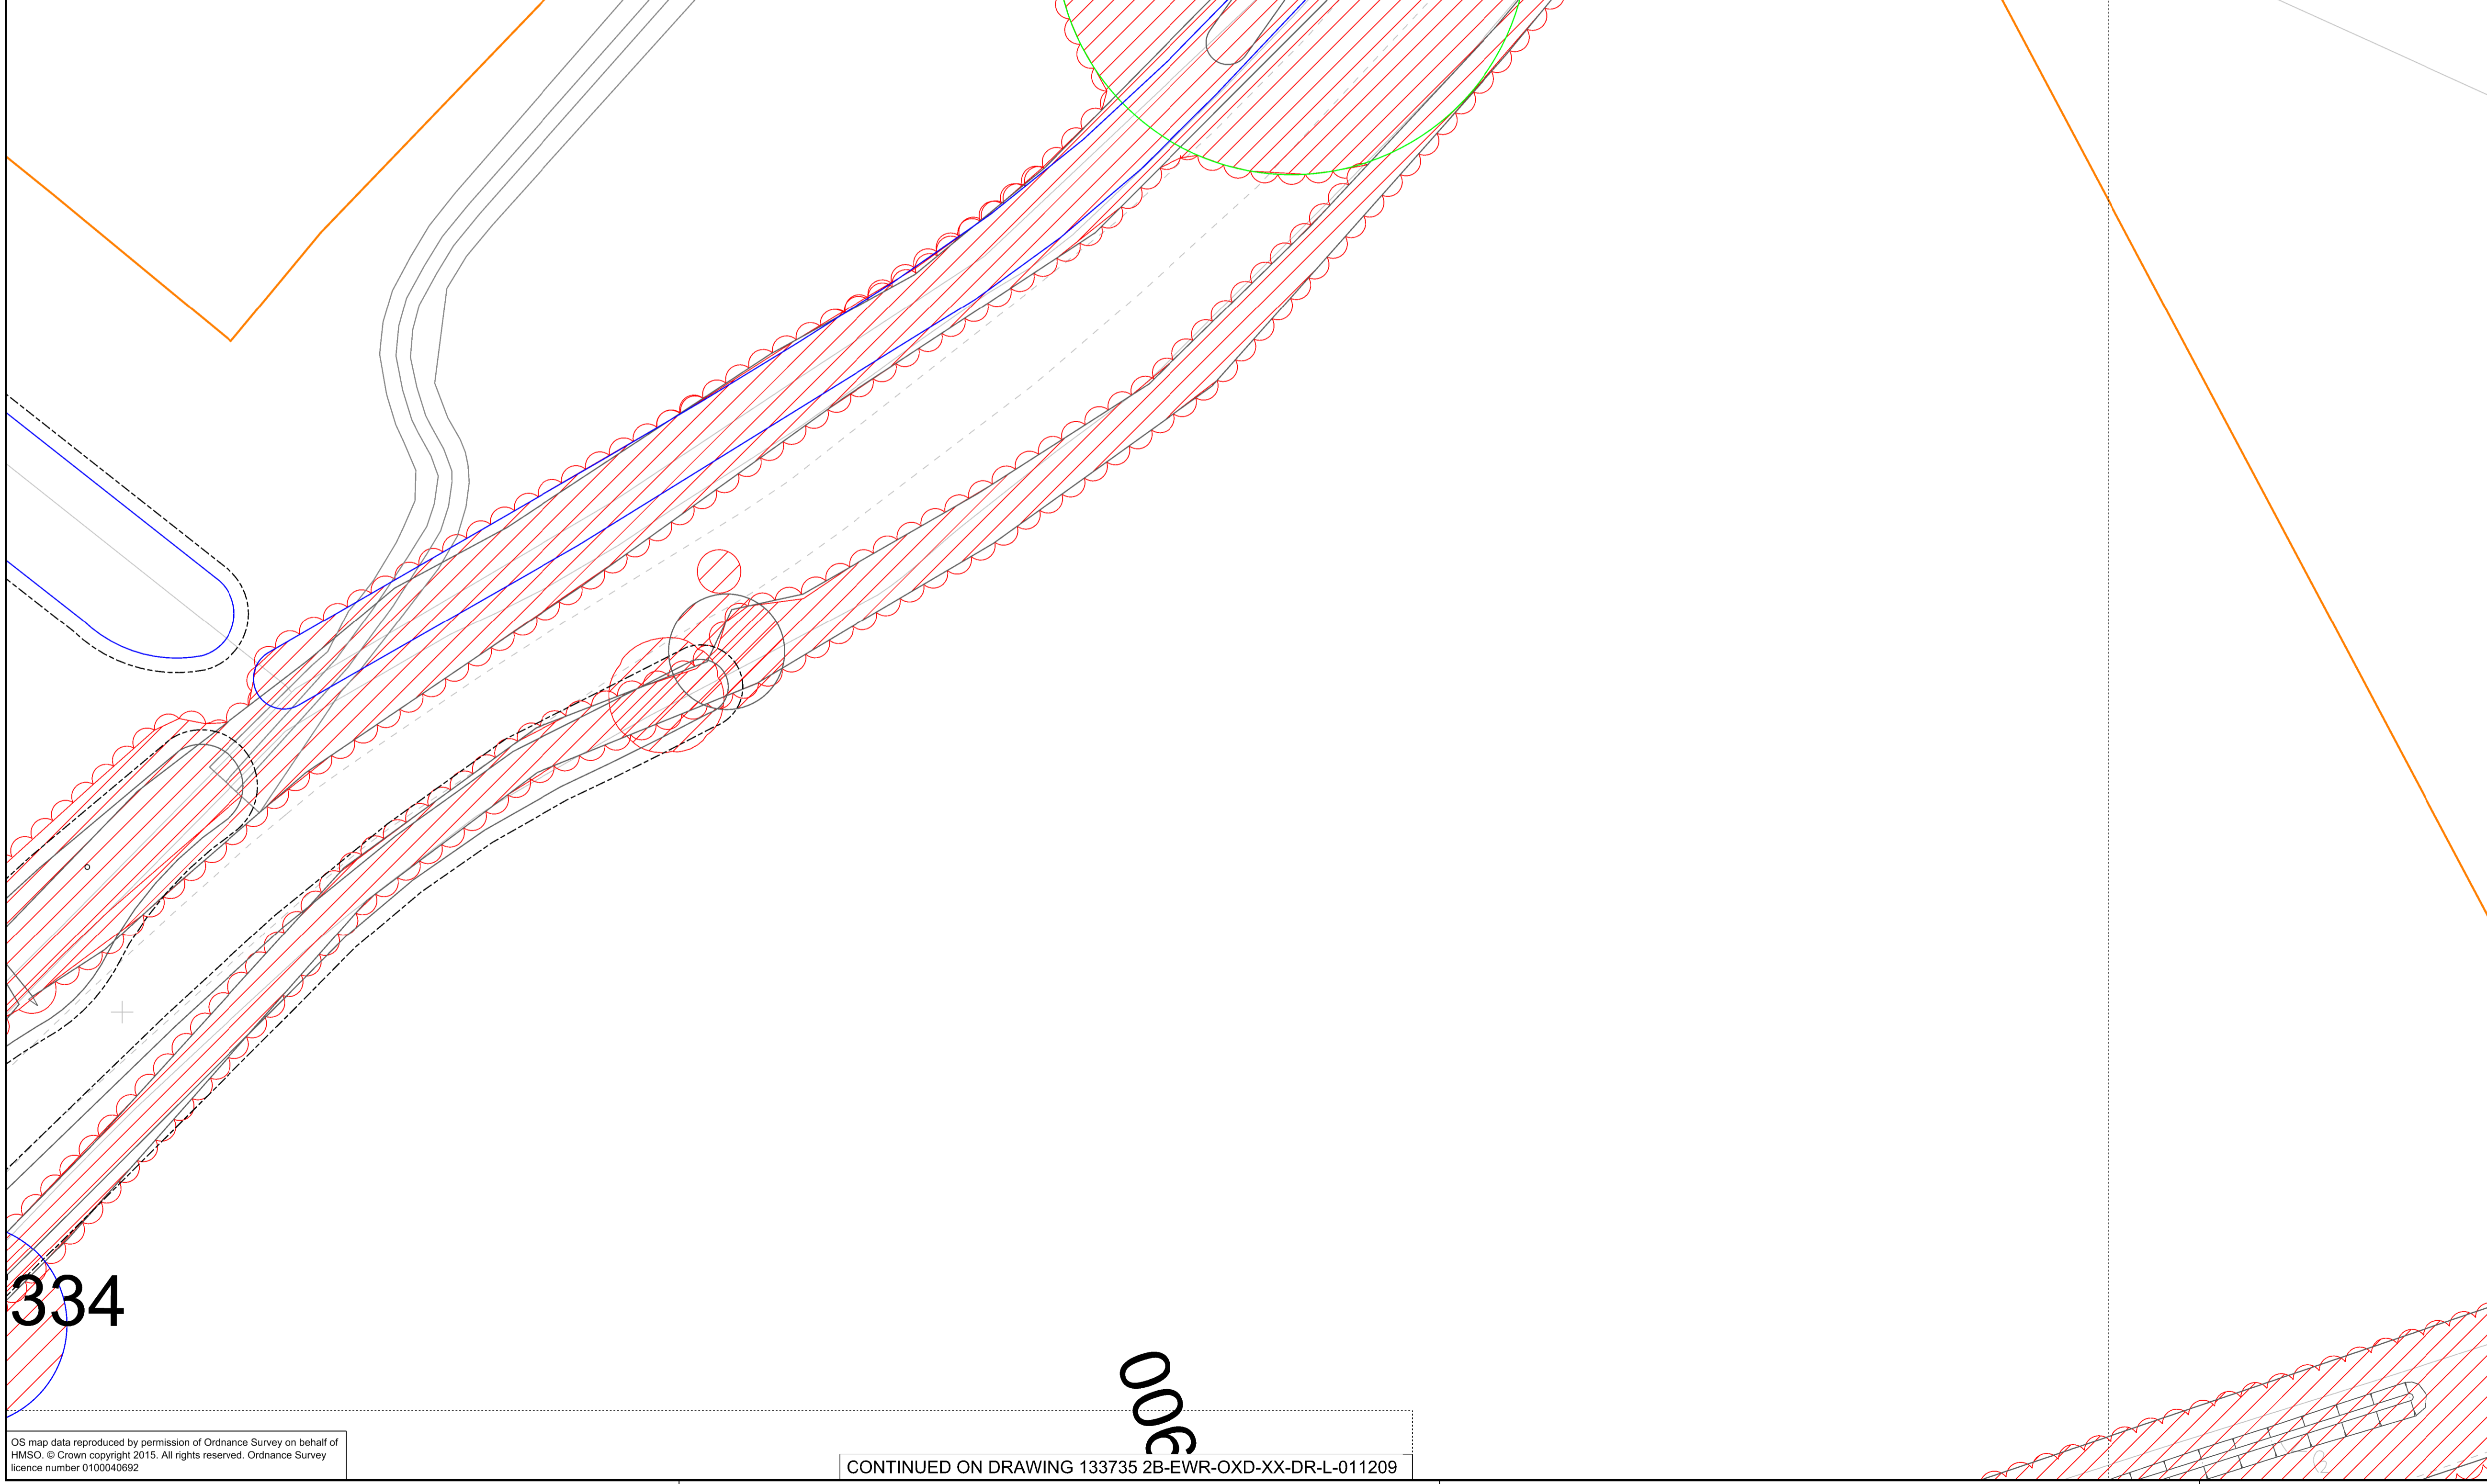 334
OS map data reproduced by permission of Ordnance Survey on behalf of
HMSO. © Crown copyright 2015. All rights reserved. Ordnance Survey
licence number 0100040692
CONTINUED ON DRAWING 133735 2B-EWR-OXD-XX-DR-L-011209